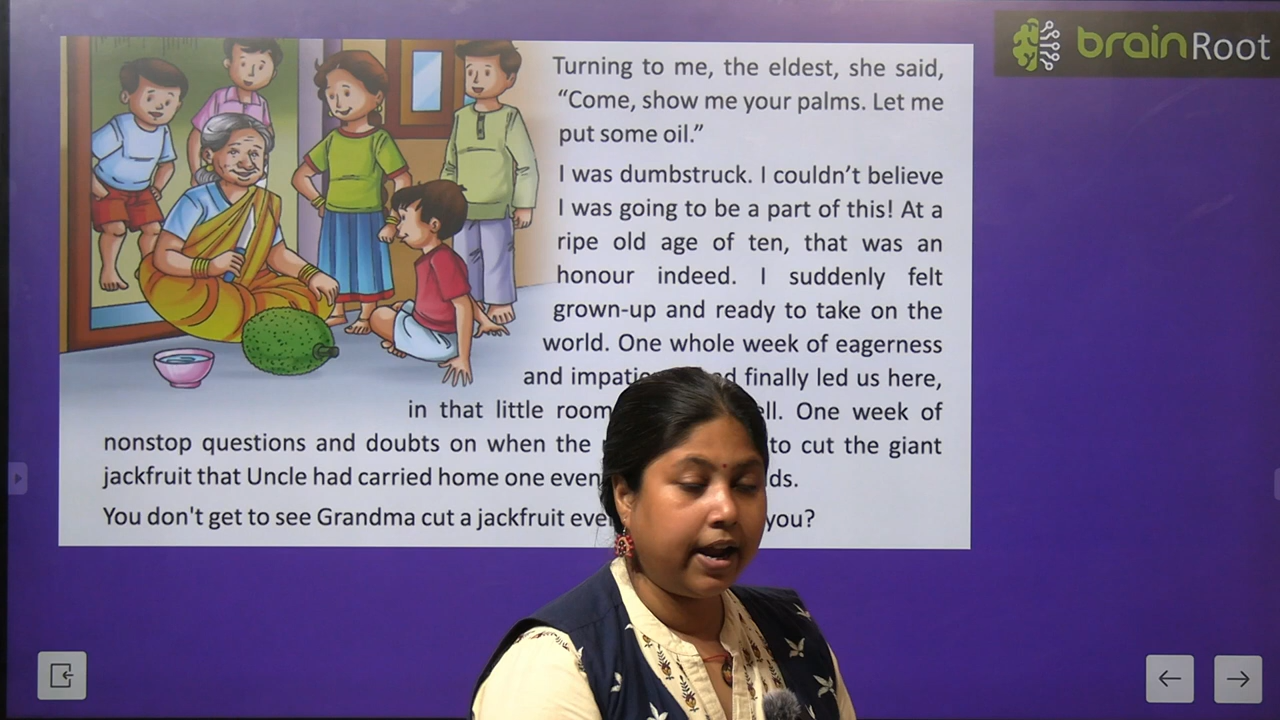 brainRoot
Turning to me, the eldest, she said,
“Come, show me your palms. Let me
put some oil.”
I was dumbstruck. I couldn’t believe
I was going to be a part of this! At a
ripe old age of ten, that was an
honour indeed. I suddenly felt
grown-up and ready to take on the
world. One whole week of eagerness
and finally led us here,
in that little room
One week of
nonstop questions and doubts on when the
to cut the giant
jackfruit that Uncle had carried home one
You don't get to see Grandma cut a jackfruit
you?